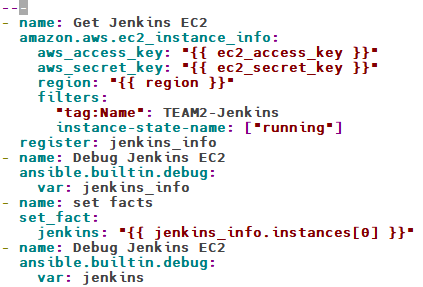 ---
- name: Get Jenkins EC2
  amazon.aws.ec2_instance_info:
    aws_access_key: "{{ ec2_access_key }}"
    aws_secret_key: "{{ ec2_secret_key }}"
    region: "{{ region }}"
    filters:
      "tag:Name": TEAM2-Jenkins
      instance-state-name: ["running"]
  register: jenkins_info
- name: Debug Jenkins EC2
  ansible.builtin.debug:
    var: jenkins_info
- name: set facts
  set_fact:
    jenkins: "{{ jenkins_info.instances[0] }}"
- name: Debug Jenkins EC2
  ansible.builtin.debug:
    var: jenkins